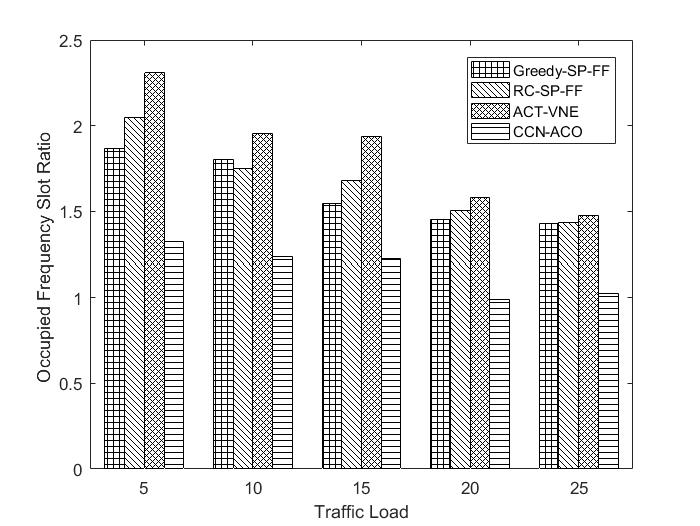 2.5
2
1.5
1
0.5
0
Occupied Frequency Slot Ratio
Greedy-SP-FF
RC-SP-FF
ACT-VNE
CCN-ACO
5 10 15 20 25
Traffic Load